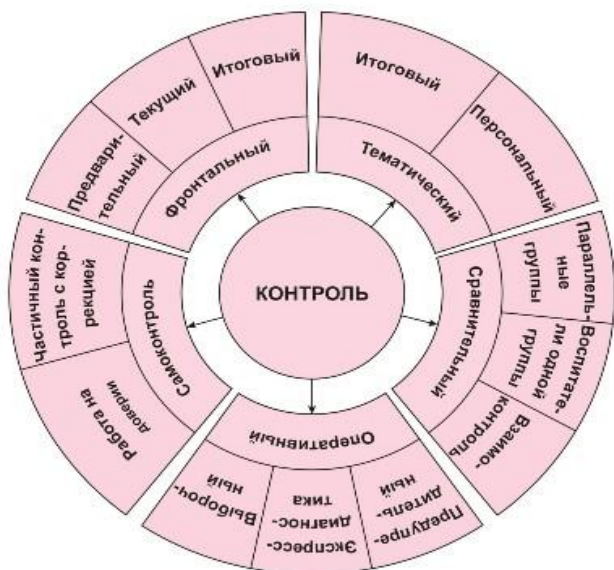 КОНТРОЛЬ
Фронтальный
Предвари-
тельный
Текущий
Итоговый
Тематический
Итоговый
Персональный
Сравнительный
Параллель-
ные
группы
Воспитате-
ли одной
группы
Взаимо-
контроль
Оперативный
Предупре-
дитель-
ный
Экспресс-
диагнос-
тика
Выбороч-
ный
Самоконтроль
Работа на
доверии
Частичный кон-
троль с кор-
рекцией